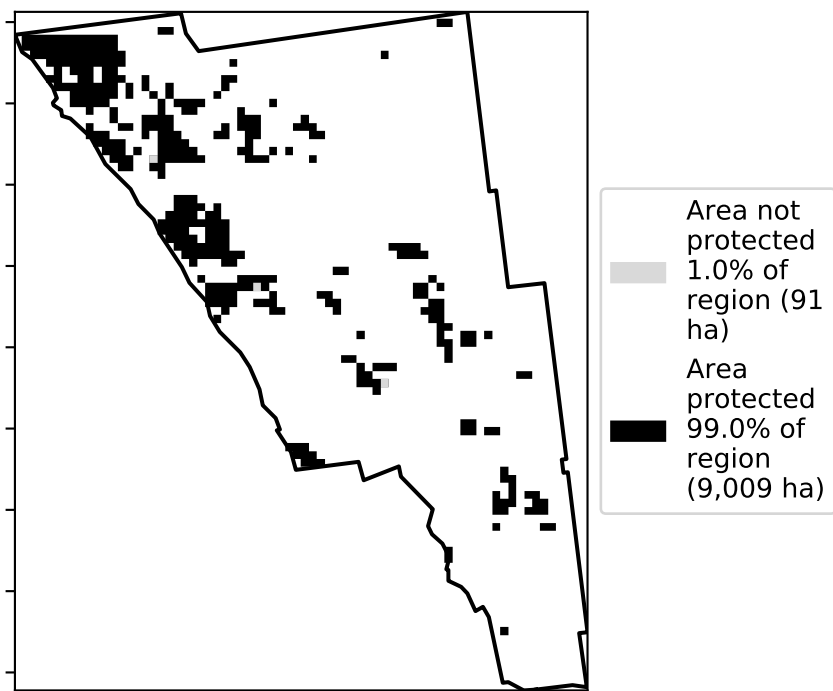 Area not
protected
1.0% of
region (91
ha)
Area
protected
99.0% of
region
(9,009 ha)